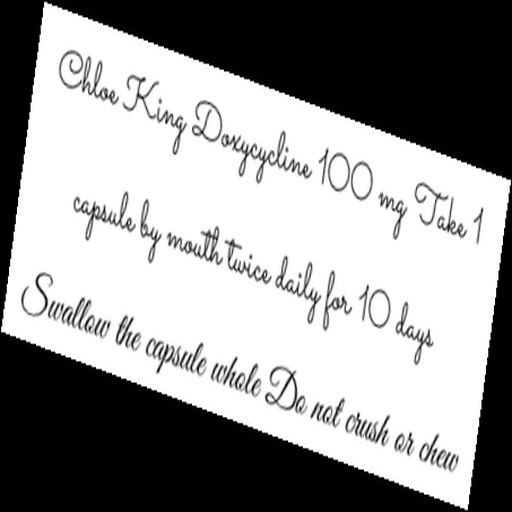 Chloe King Doxycycline 100 mg Take 1
capsule by mouth twice daily for 10 days
Swallow the capsule whole Do not crush or chew